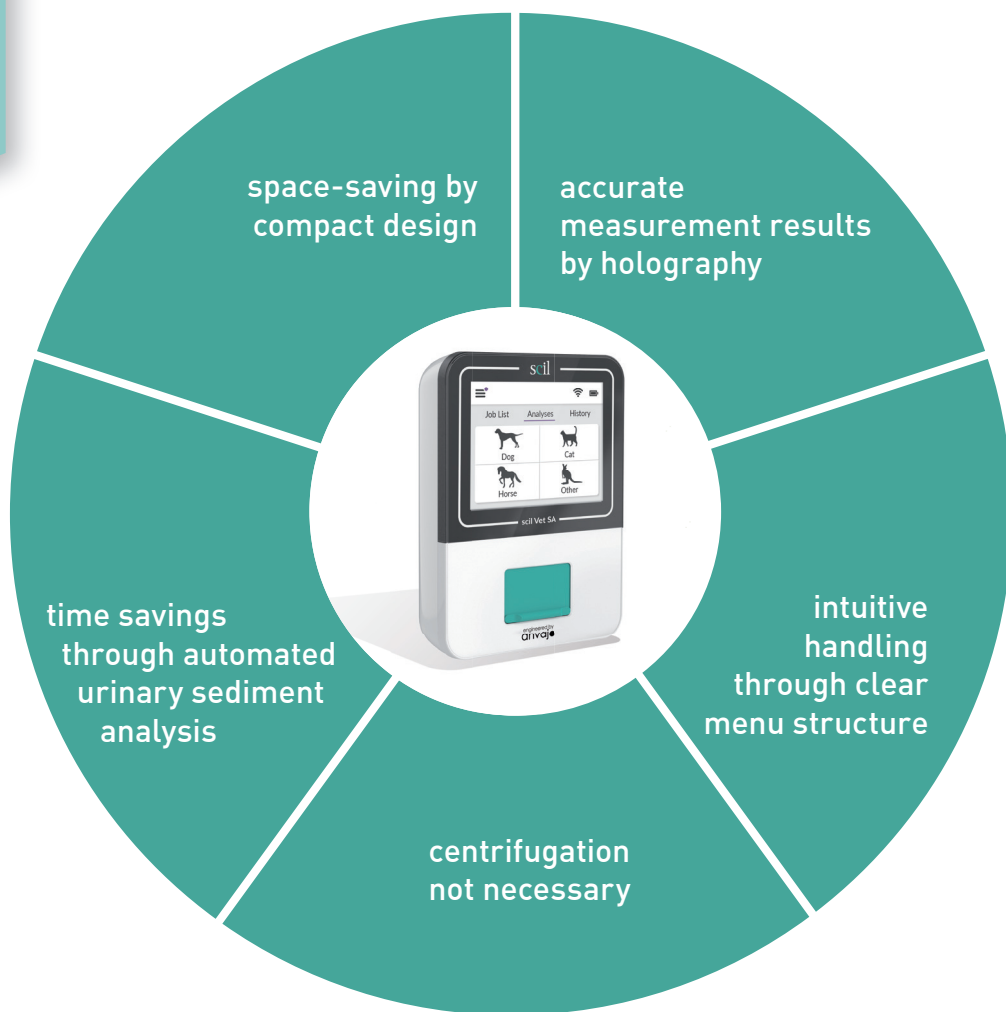 space-saving by
compact design
accurate
measurement results
by holography
scil
Job List Analyses History
Dog Cat
Horse Other
scil Vet SA
engineered by
arivajo
time savings
through automated
urinary sediment
analysis
intuitive
handling
through clear
menu structure
centrifugation
not necessary